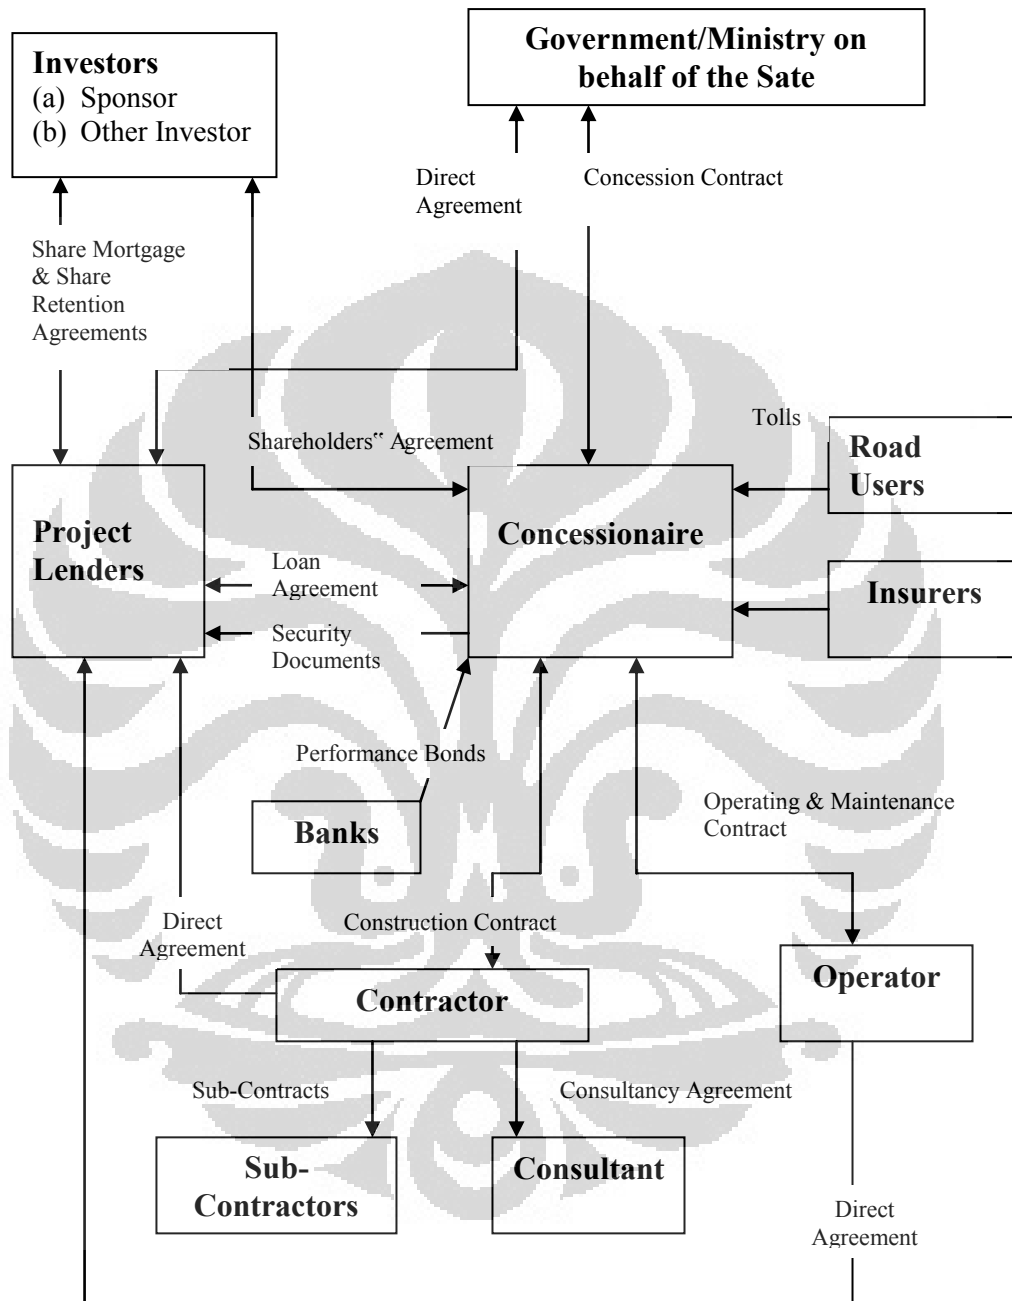 Government/Ministry on
behalf of the Sate
Investors
(a) Sponsor
(b) Other Investor
Direct
Agreement
Concession Contract
Share Mortgage
& Share
Retention
Agreements
Tolls
Shareholders‟ Agreement
Road
Users
Project
Lenders
Concessionaire
Loan
Agreement
Insurers
Security
Documents
Performance Bonds
Banks
Operating & Maintenance
Contract
Direct
Agreement
Construction Contract
Operator
Contractor
Sub-Contracts
Consultancy Agreement
Sub-
Contractors
Consultant
Direct
Agreement